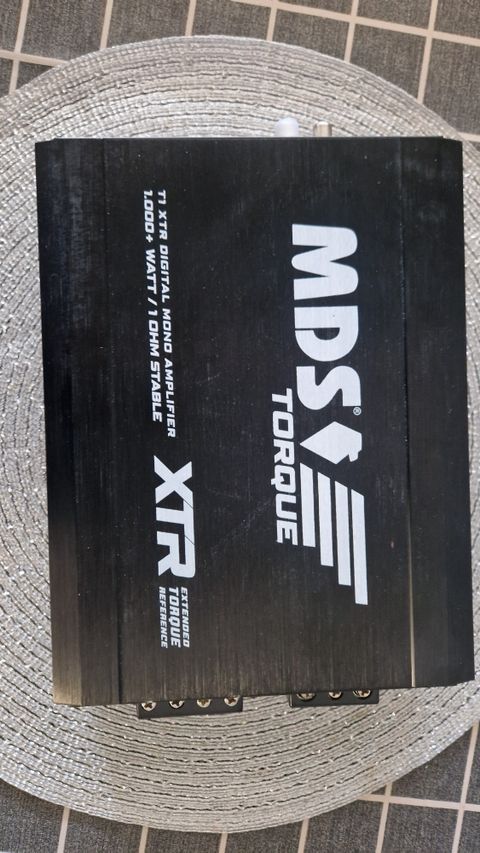 MDS®
TORQUE
T1 XTR DIGITAL MONO AMPLIFIER
1.000+ WATT / 1 OHM STABLE
XTR
EXTENDED
TORQUE
REFERENCE